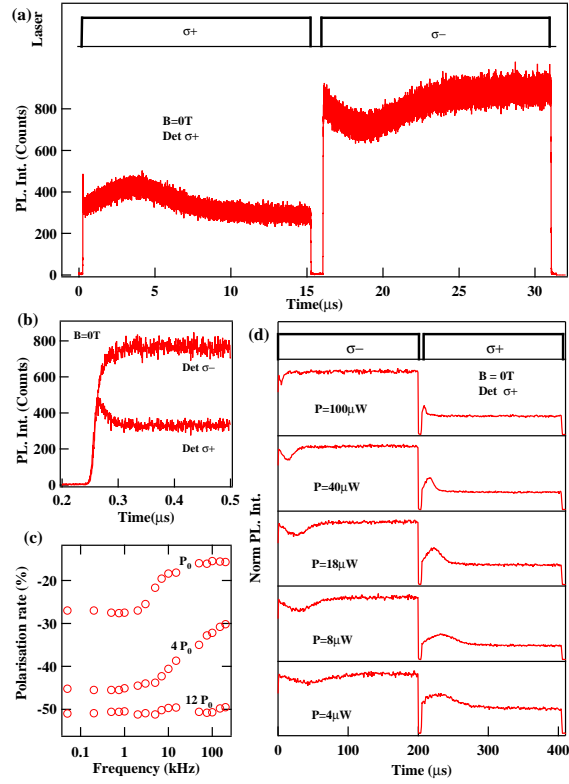 (a)
Laser
σ+
σ−
B=0T
Det σ+
PL. Int. (Counts)
800
600
400
200
0
0
5
10
15
20
25
30
Time(μs)
(b)
B=0T
Det σ−
Det σ+
PL. Int. (Counts)
800
600
400
200
0
0.2
0.3
0.4
0.5
Time(μs)
(c)
P0
4 P0
12 P0
Polarisation rate (%)
-20
-30
-40
-50
0.1
1
10
100
Frequency (kHz)
(d)
σ−
σ+
B = 0T
Det σ+
P=100μW
P=40μW
P=18μW
P=8μW
P=4μW
Norm PL. Int.
0
100
200
300
400
Time (μs)